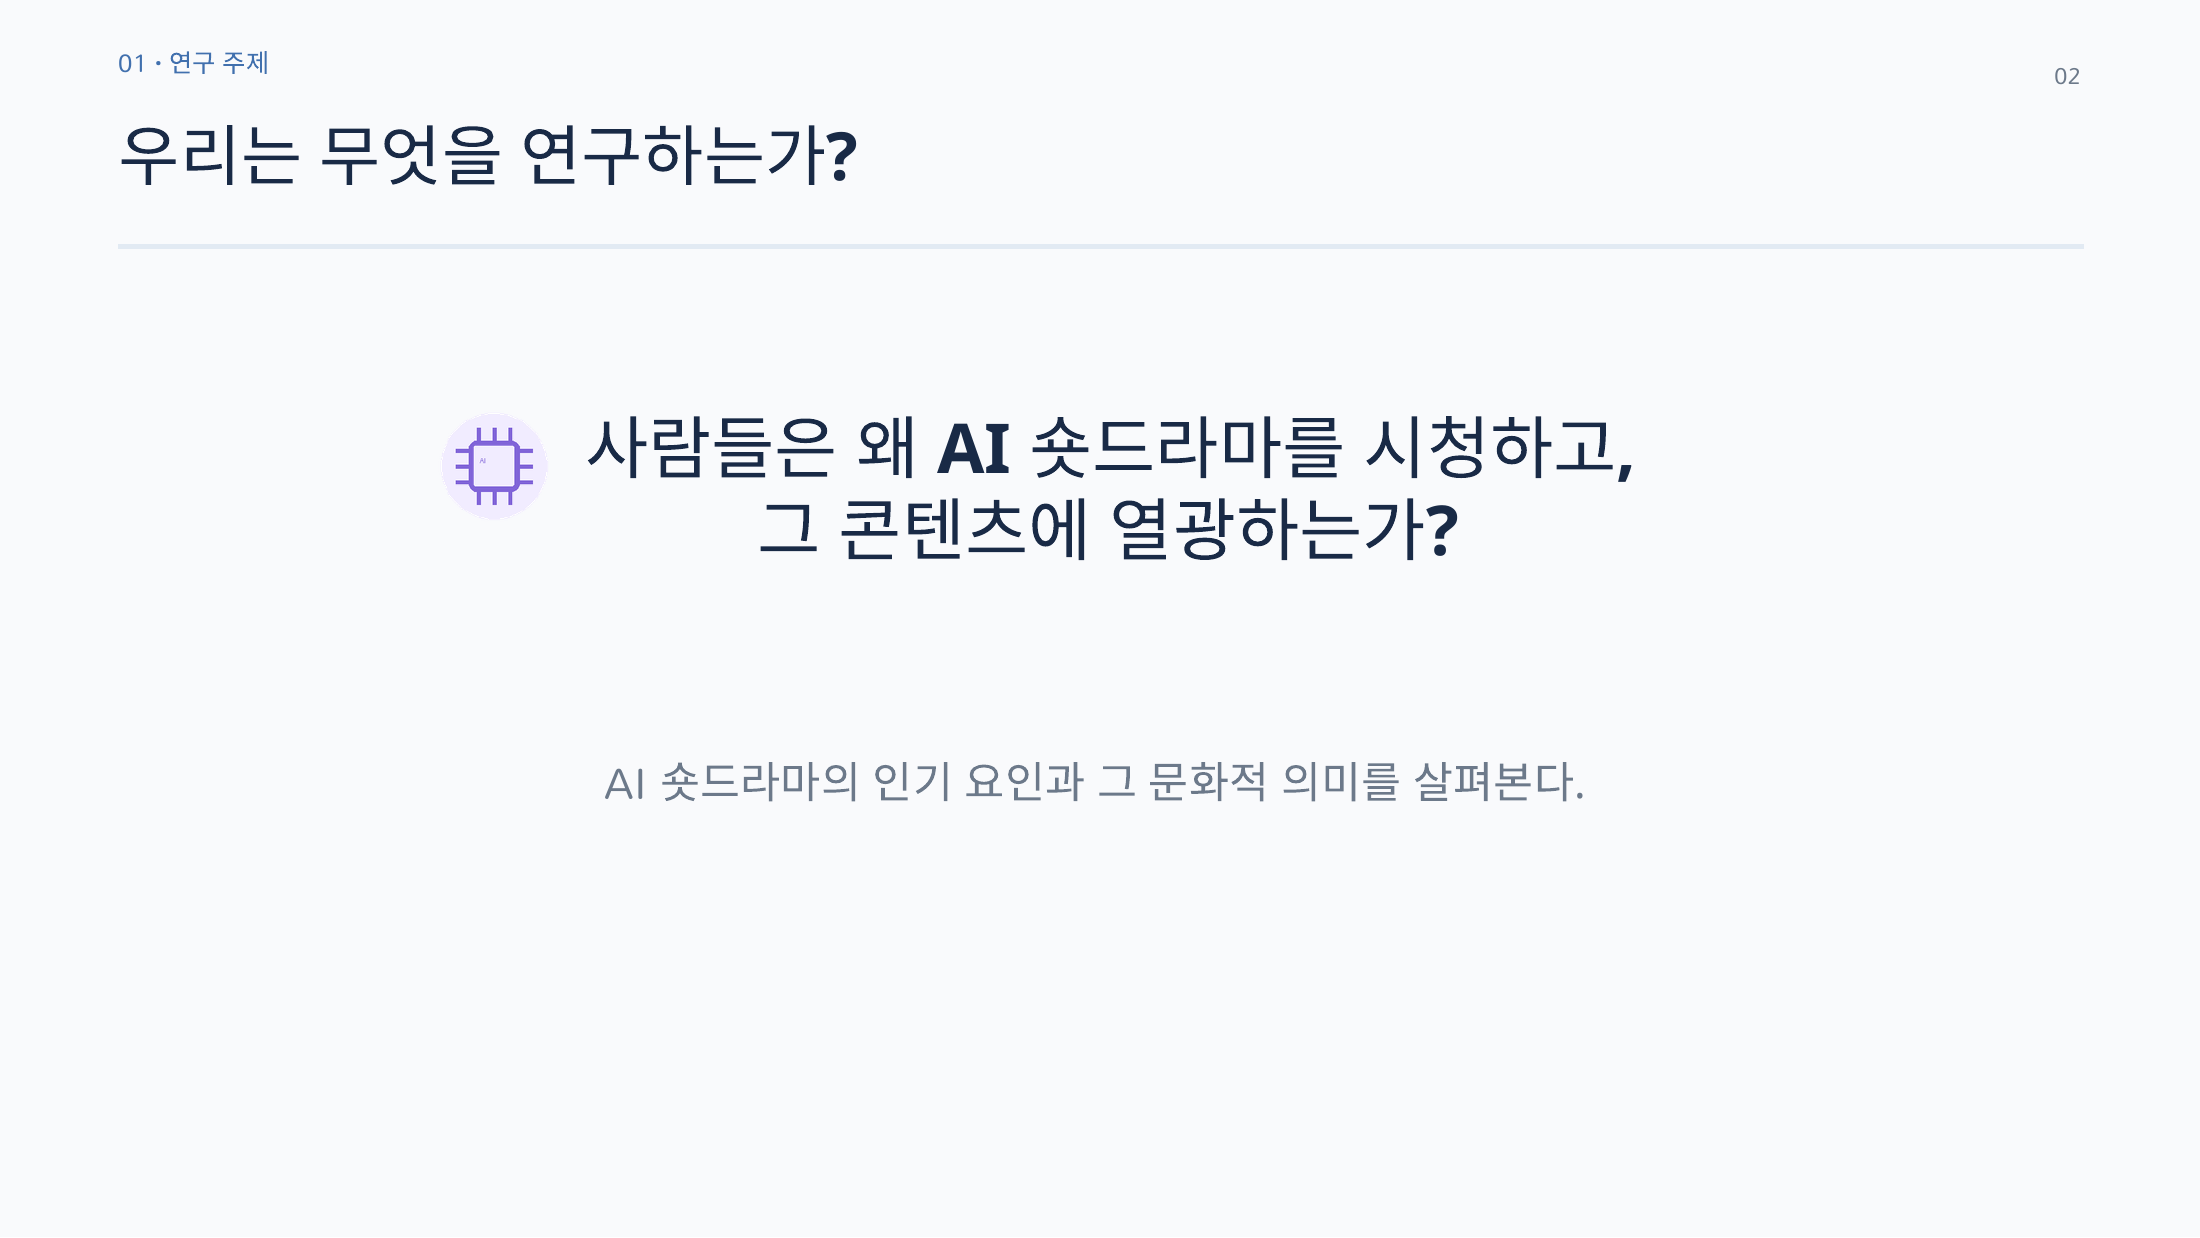 01 · 연구 주제
02
우리는 무엇을 연구하는가?
사람들은 왜 AI 숏드라마를 시청하고,
AI
그 콘텐츠에 열광하는가?
AI 숏드라마의 인기 요인과 그 문화적 의미를 살펴본다.